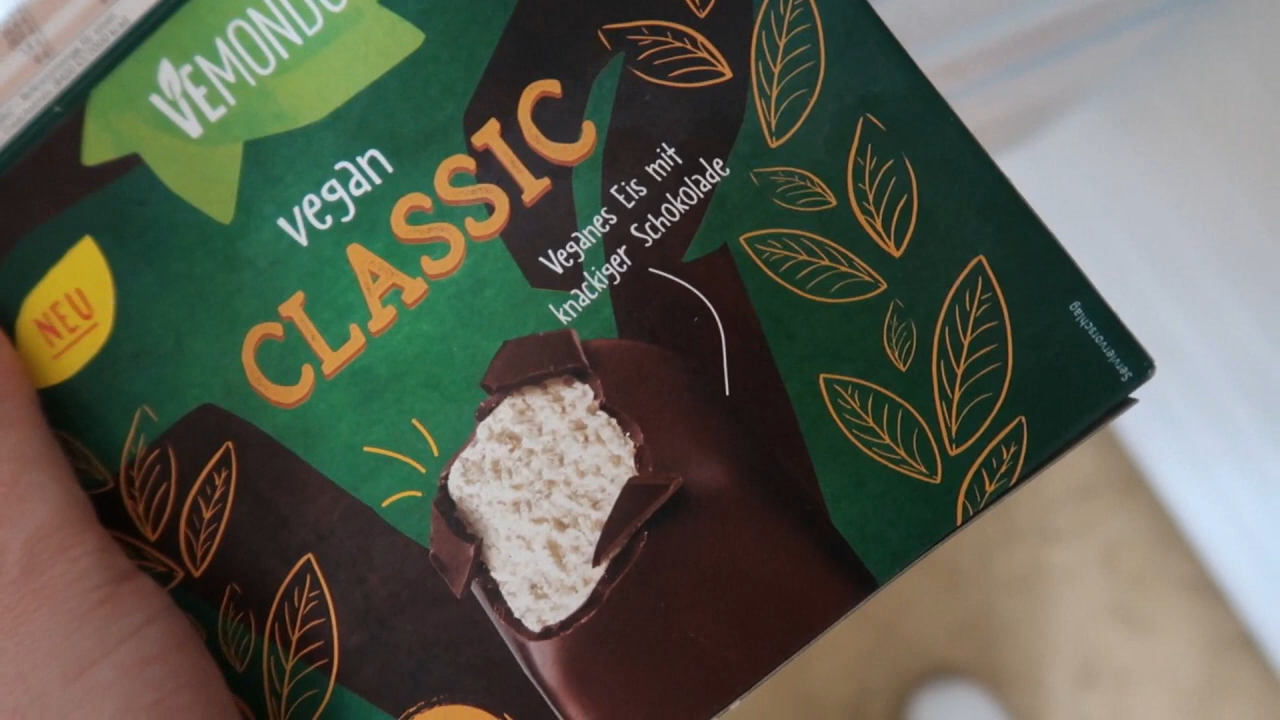 VEMONDO
vegan
CLASSIC
Veganes Eis mit
knackiger Schokolade
NEU
Serviervorschlag